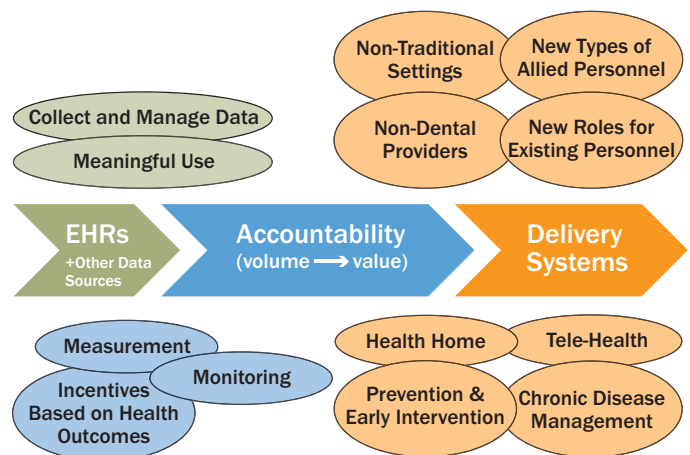 Non-Traditional
Settings
New Types of
Allied Personnel
Collect and Manage Data
Meaningful Use
Non-Dental
Providers
New Roles for
Existing Personnel
EHRs
+Other Data
Sources
Accountability
(volume → value)
Delivery
Systems
Measurement
Monitoring
Incentives
Based on Health
Outcomes
Health Home
Tele-Health
Prevention &
Early Intervention
Chronic Disease
Management